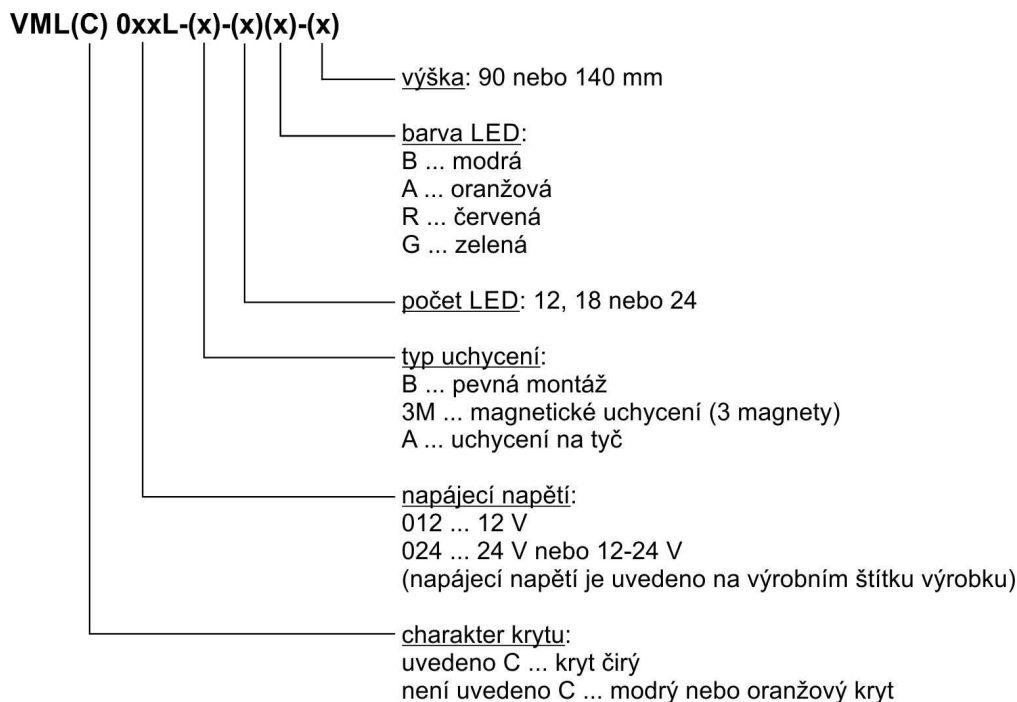 VML(C) 0xxL-(x)-(x)(x)-(x)
výška: 90 nebo 140 mm
barva LED:
B ... modrá
A ... oranžová
R ... červená
G ... zelená
počet LED: 12, 18 nebo 24
typ uchycení:
B ... pevná montáž
3M ... magnetické uchycení (3 magnety)
A ... uchycení na tyč
napájecí napětí:
012 ... 12 V
024 ... 24 V nebo 12-24 V
(napájecí napětí je uvedeno na výrobním štítku výrobku)
charakter krytu:
uvedeno C ... kryt čirý
není uvedeno C ... modrý nebo oranžový kryt